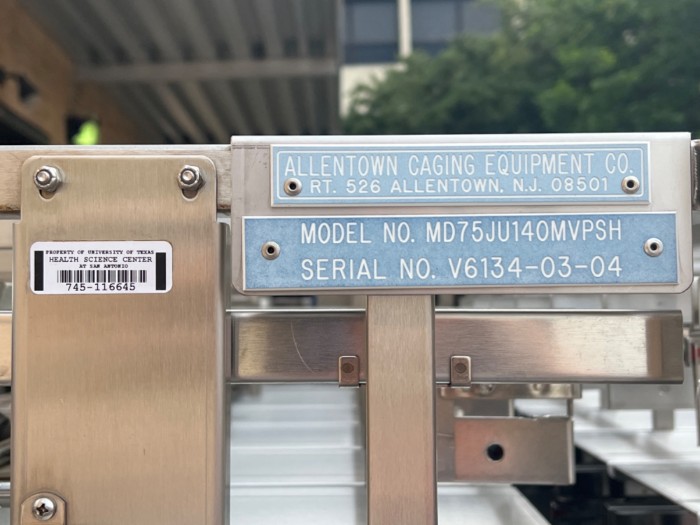 ALLENTOWN CAGING EQUIPMENT CO.
RT. 526 ALLENTOWN, N.J. 08501
MODEL NO. MD75JU140MVPSH
SERIAL NO. V6134-03-04
PROPERTY OF UNIVERSITY OF TEXAS
HEALTH SCIENCE CENTER
AT SAN ANTONIO
745-116645